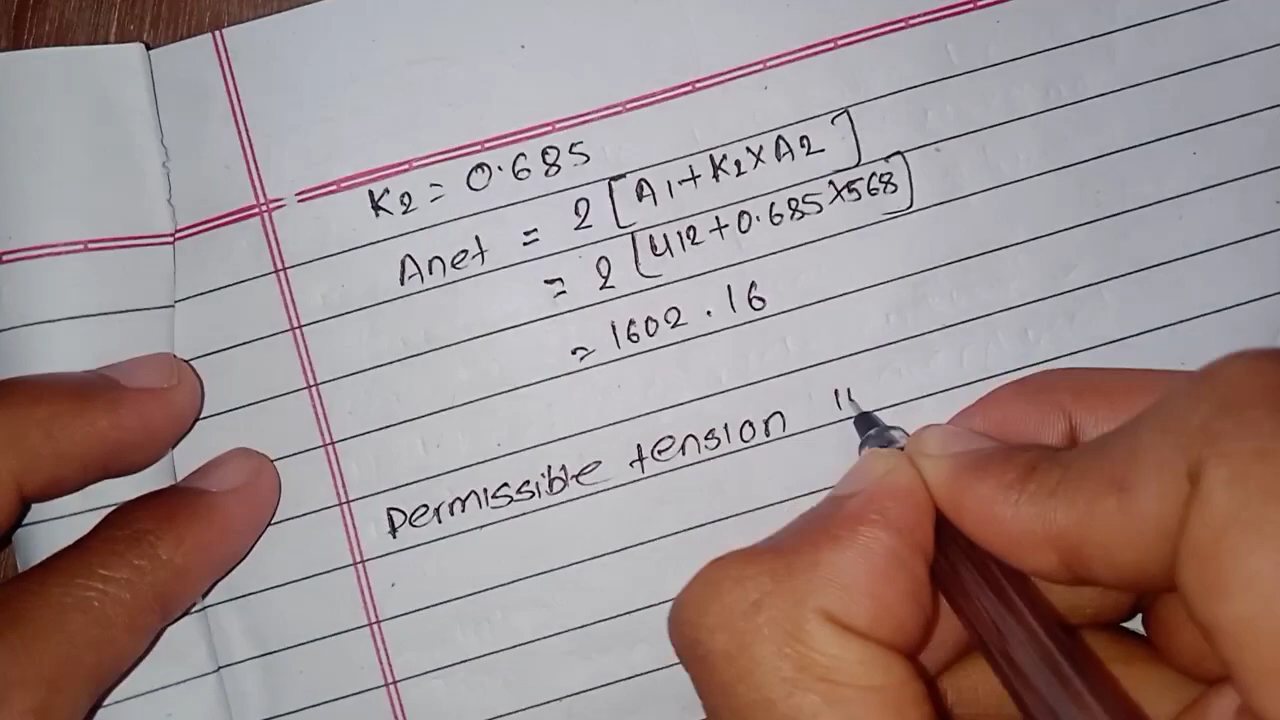 K2 = 0.685
Anet = 2 [A1 + K2 × A2]
= 2 [412 + 0.685 × 568]
= 1602.16
Permissible tension